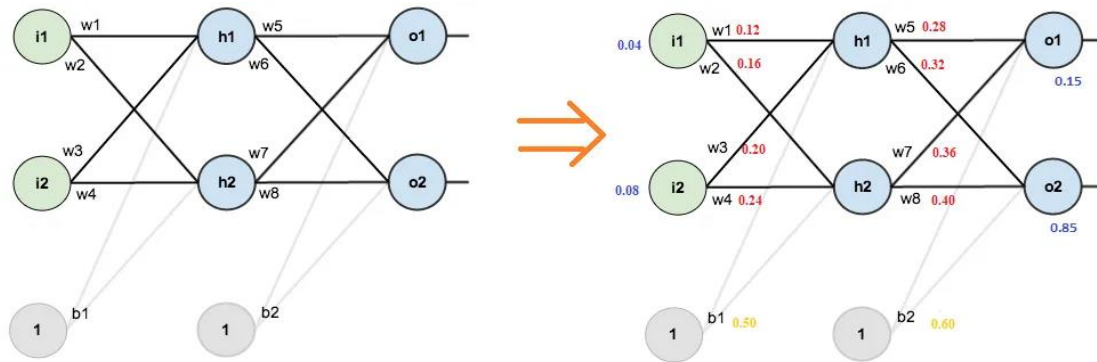 i1 w1 h1 w5 o1
w2 w6
w3 w7
i2 w4 h2 w8 o2
1 b1 1 b2
i1 w1 0.12 h1 w5 0.28 o1
0.04 w2 0.16 w6 0.32
0.15
w3 0.20 w7 0.36
i2 h2 o2
0.08 w4 0.24 w8 0.40
0.85
1 b1 0.50 1 b2 0.60